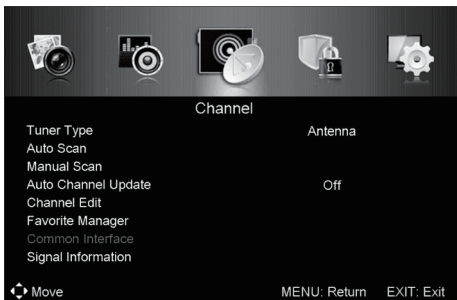 Channel
Tuner Type Antenna
Auto Scan
Manual Scan
Auto Channel Update Off
Channel Edit
Favorite Manager
Common Interface
Signal Information
Move MENU: Return EXIT: Exit